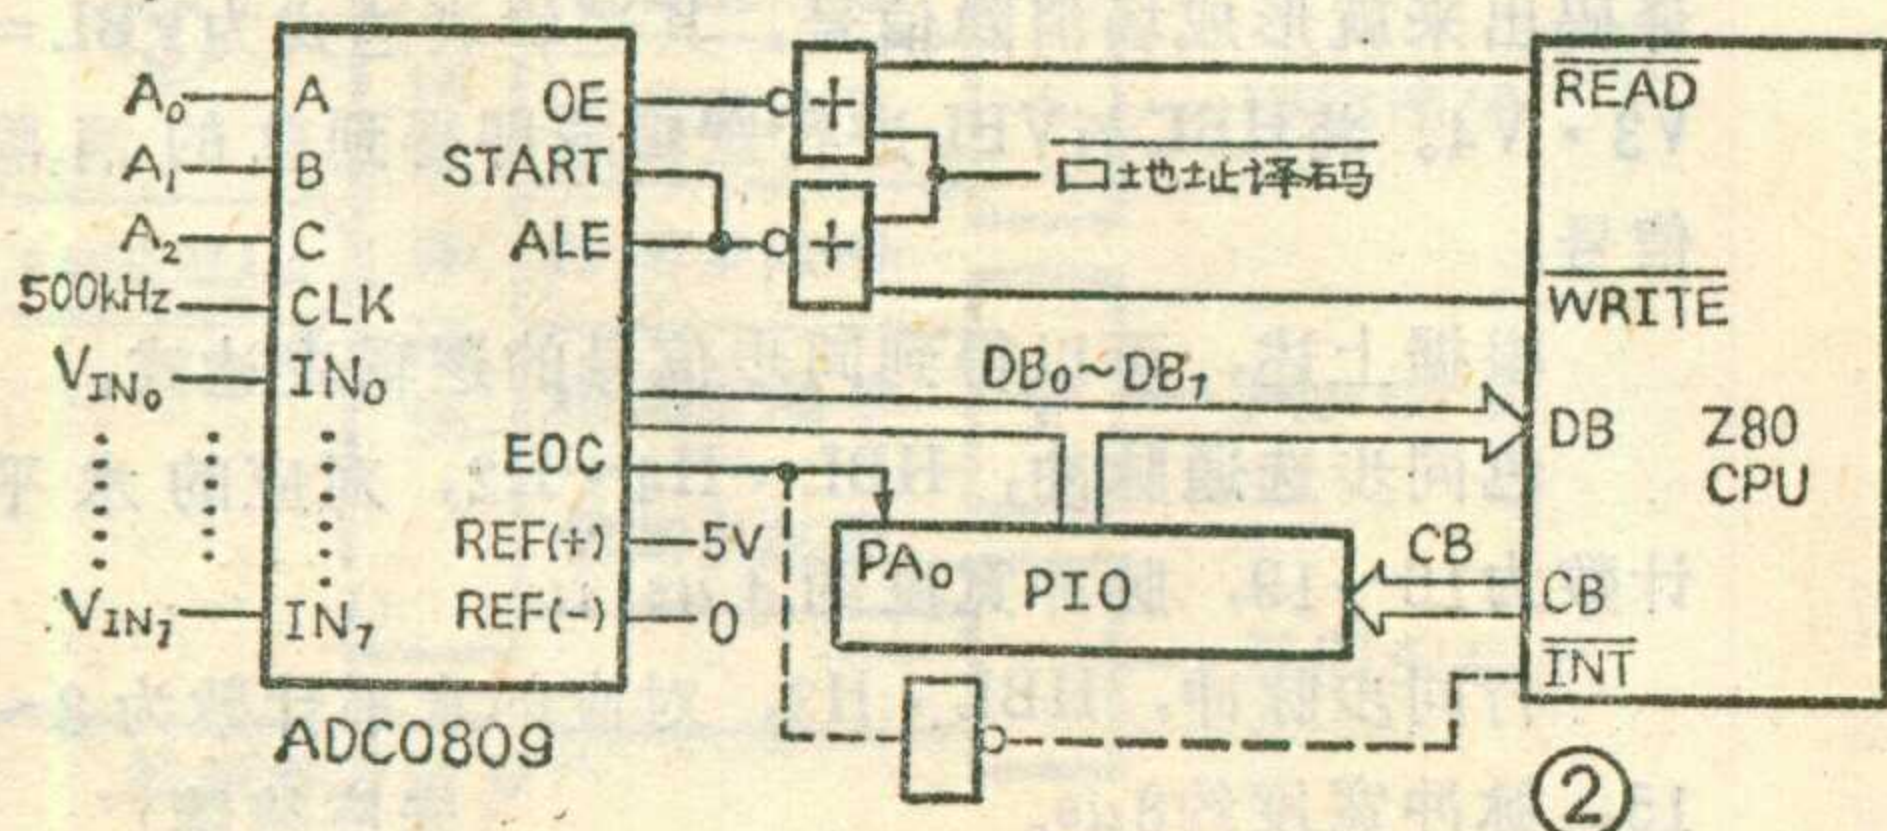 A₀
A₁
A₂
500kHz
V_IN₀
V_IN₇
A
B
C
CLK
IN₀
IN₇
OE
START
ALE
EOC
REF(+)
REF(-)
5V
0
ADC0809
+
+
口地址译码
DB₀~DB₇
PA₀ PIO
CB
READ
WRITE
DB
Z80
CPU
CB
INT
②